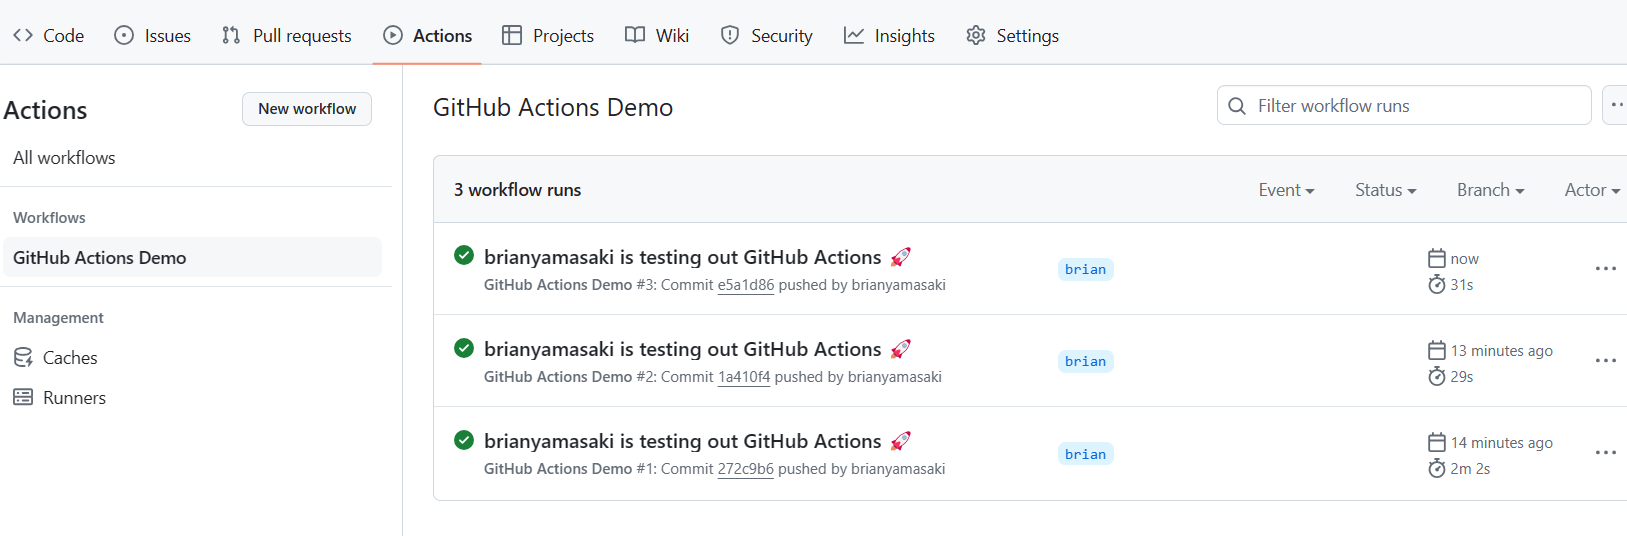 Code Issues Pull requests Actions Projects Wiki Security Insights Settings
Actions New workflow
All workflows
Workflows
GitHub Actions Demo
Management
Caches
Runners
GitHub Actions Demo
Filter workflow runs
3 workflow runs Event Status Branch Actor
brianyamasaki is testing out GitHub Actions 🚀
GitHub Actions Demo #3: Commit e5a1d86 pushed by brianyamasaki
brian
now
31s
brianyamasaki is testing out GitHub Actions 🚀
GitHub Actions Demo #2: Commit 1a410f4 pushed by brianyamasaki
brian
13 minutes ago
29s
brianyamasaki is testing out GitHub Actions 🚀
GitHub Actions Demo #1: Commit 272c9b6 pushed by brianyamasaki
brian
14 minutes ago
2m 2s